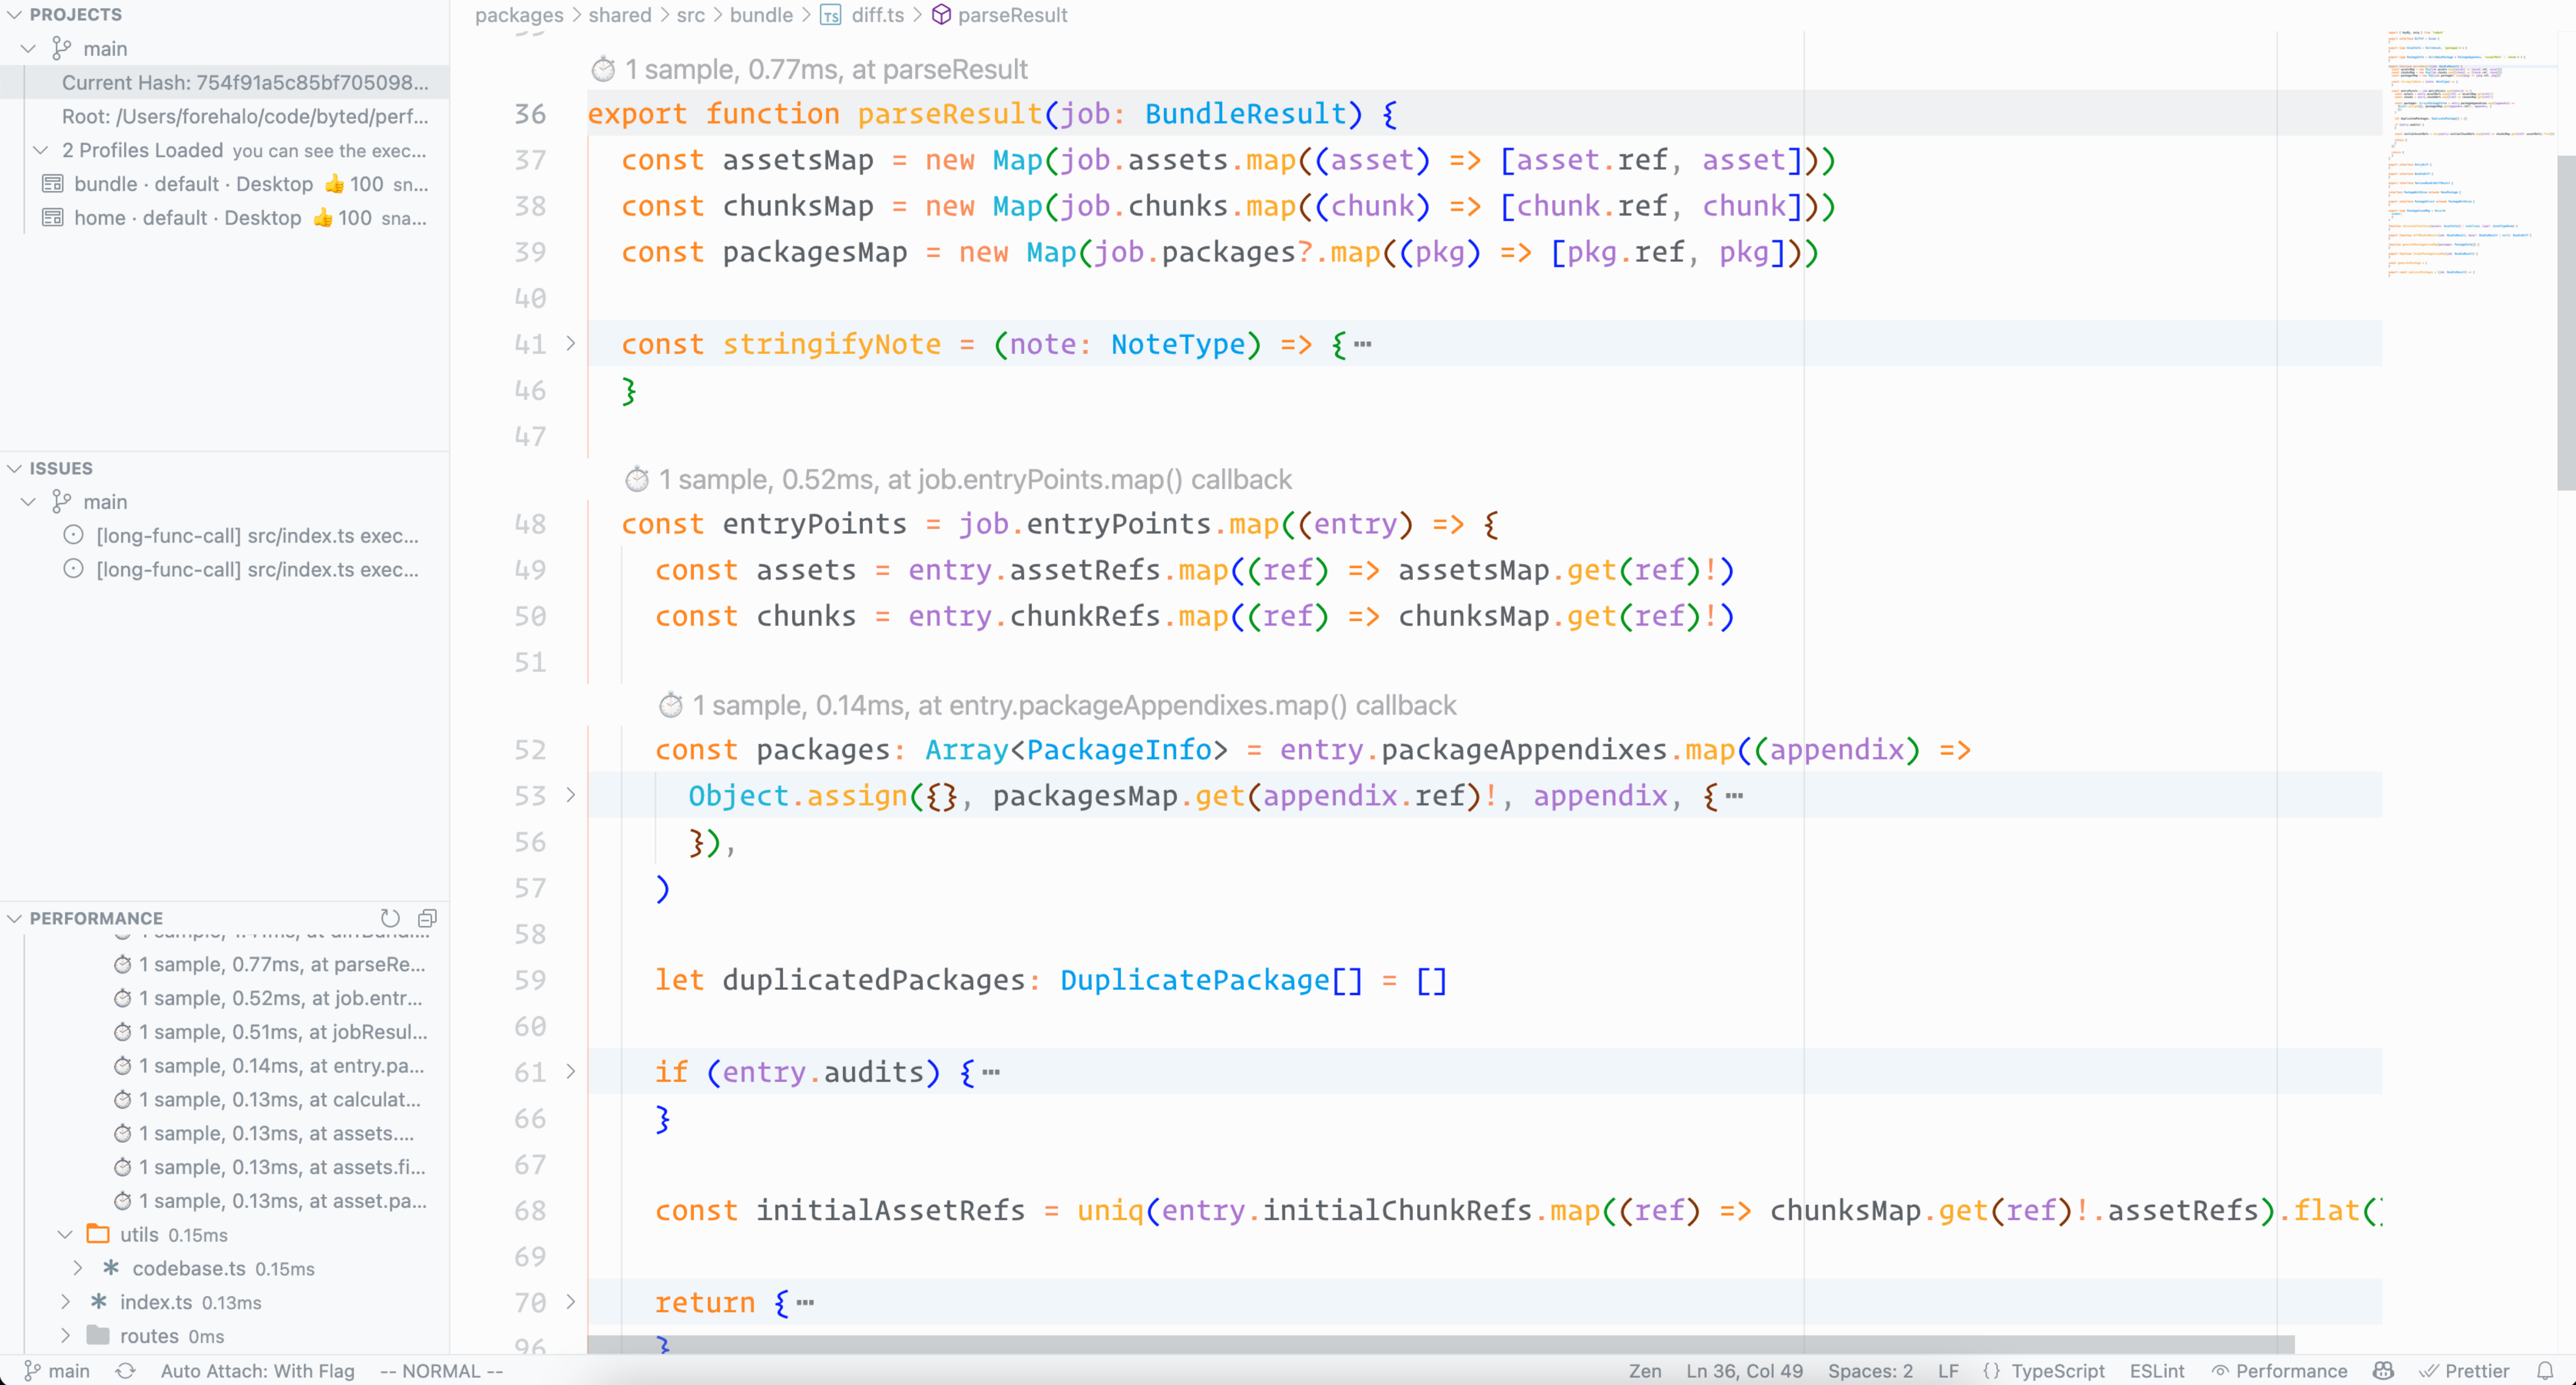 PROJECTS
main
Current Hash: 754f91a5c85bf705098...
Root: /Users/forehalo/code/byted/perf...
2 Profiles Loaded you can see the exec...
bundle · default · Desktop 👍100 sn...
home · default · Desktop 👍100 sna...
ISSUES
main
[long-func-call] src/index.ts exec...
[long-func-call] src/index.ts exec...
PERFORMANCE
1 sample, 0.77ms, at parseRe...
1 sample, 0.52ms, at job.entr...
1 sample, 0.51ms, at jobResul...
1 sample, 0.14ms, at entry.pa...
1 sample, 0.13ms, at calculat...
1 sample, 0.13ms, at assets....
1 sample, 0.13ms, at assets.fi...
1 sample, 0.13ms, at asset.pa...
utils 0.15ms
codebase.ts 0.15ms
index.ts 0.13ms
routes 0ms
packages > shared > src > bundle > TS diff.ts > parseResult
1 sample, 0.77ms, at parseResult
36 export function parseResult(job: BundleResult) {
37 const assetsMap = new Map(job.assets.map((asset) => [asset.ref, asset]))
38 const chunksMap = new Map(job.chunks.map((chunk) => [chunk.ref, chunk]))
39 const packagesMap = new Map(job.packages?.map((pkg) => [pkg.ref, pkg]))
40
41 const stringifyNote = (note: NoteType) => {⋯
46 }
47
1 sample, 0.52ms, at job.entryPoints.map() callback
48 const entryPoints = job.entryPoints.map((entry) => {
49 const assets = entry.assetRefs.map((ref) => assetsMap.get(ref)!)
50 const chunks = entry.chunkRefs.map((ref) => chunksMap.get(ref)!)
51
1 sample, 0.14ms, at entry.packageAppendixes.map() callback
52 const packages: Array<PackageInfo> = entry.packageAppendixes.map((appendix) =>
53 Object.assign({}, packagesMap.get(appendix.ref)!, appendix, {⋯
56 }),
57 )
58
59 let duplicatedPackages: DuplicatePackage[] = []
60
61 if (entry.audits) {⋯
66 }
67
68 const initialAssetRefs = uniq(entry.initialChunkRefs.map((ref) => chunksMap.get(ref)!.assetRefs).flat(
69
70 return {⋯
96 }
main
Auto Attach: With Flag
-- NORMAL --
Zen
Ln 36, Col 49
Spaces: 2
LF
{} TypeScript
ESLint
Performance
Prettier